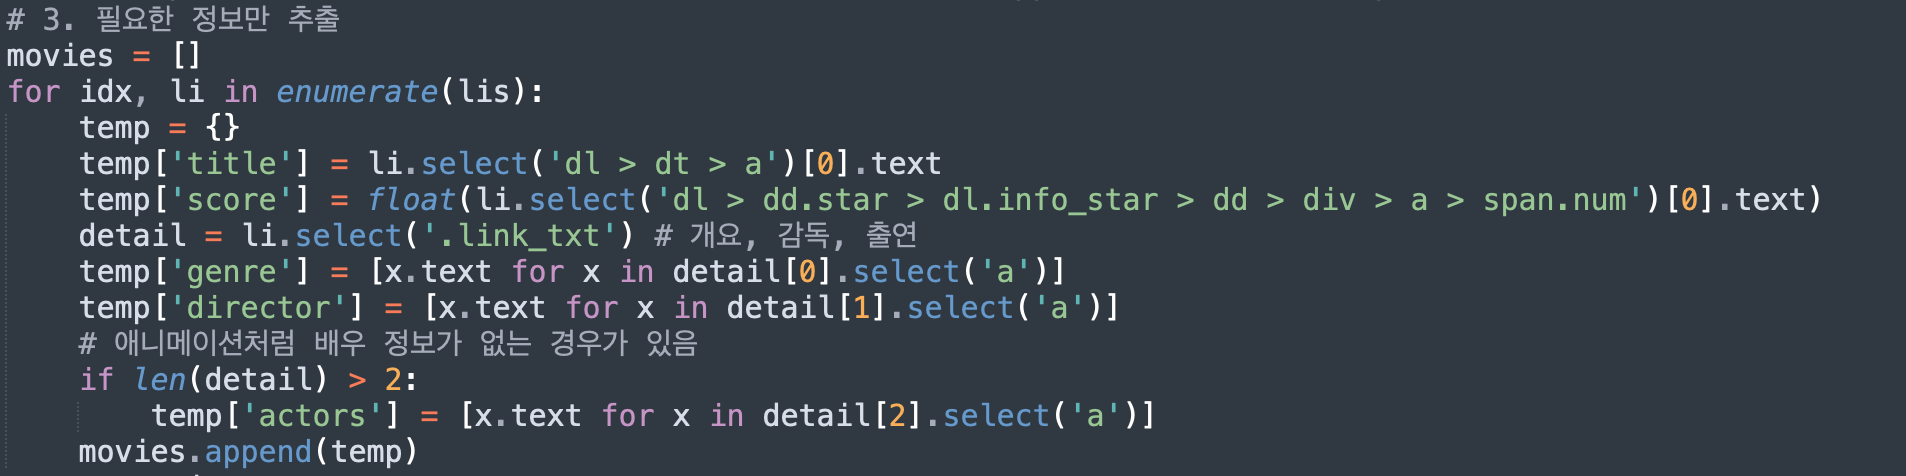 # 3. 필요한 정보만 추출
movies = []
for idx, li in enumerate(lis):
    temp = {}
    temp['title'] = li.select('dl > dt > a')[0].text
    temp['score'] = float(li.select('dl > dd.star > dl.info_star > dd > div > a > span.num')[0].text)
    detail = li.select('.link_txt') # 개요, 감독, 출연
    temp['genre'] = [x.text for x in detail[0].select('a')]
    temp['director'] = [x.text for x in detail[1].select('a')]
    # 애니메이션처럼 배우 정보가 없는 경우가 있음
    if len(detail) > 2:
        temp['actors'] = [x.text for x in detail[2].select('a')]
    movies.append(temp)